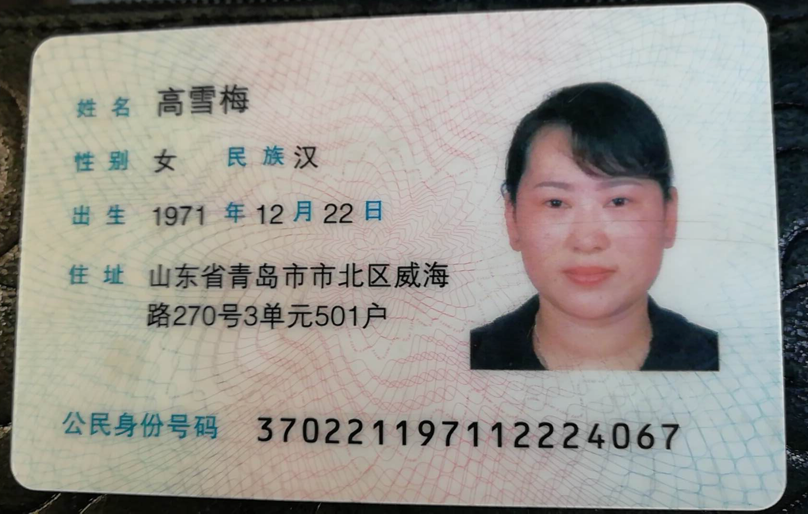 姓名 高雪梅
性别 女 民族 汉
出生 1971 年 12 月 22 日
住址 山东省青岛市市北区威海
路270号3单元501户
公民身份号码 370221197112224067